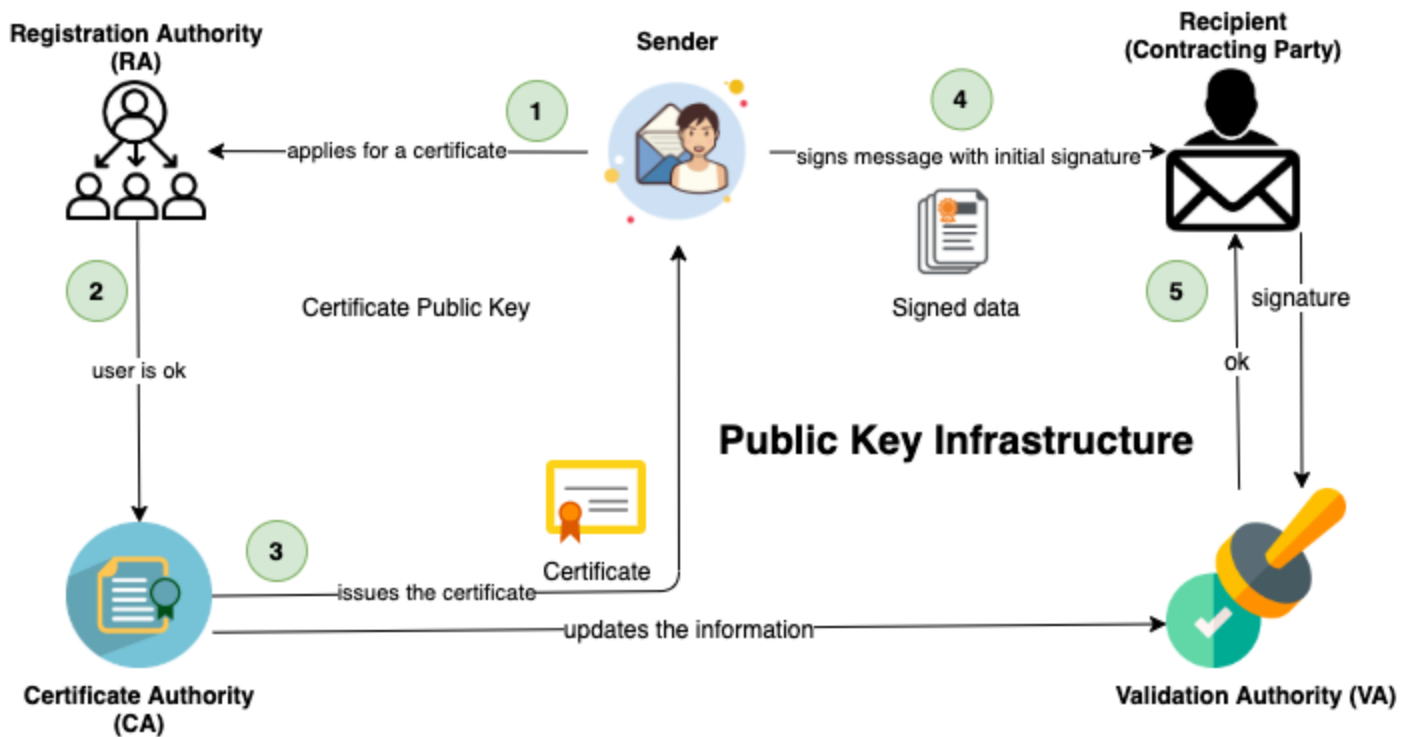 Registration Authority
(RA)
Sender
Recipient
(Contracting Party)
1
4
applies for a certificate
signs message with initial signature
2
Certificate Public Key
Signed data
5
signature
user is ok
ok
Public Key Infrastructure
3
Certificate
issues the certificate
updates the information
Certificate Authority
(CA)
Validation Authority (VA)